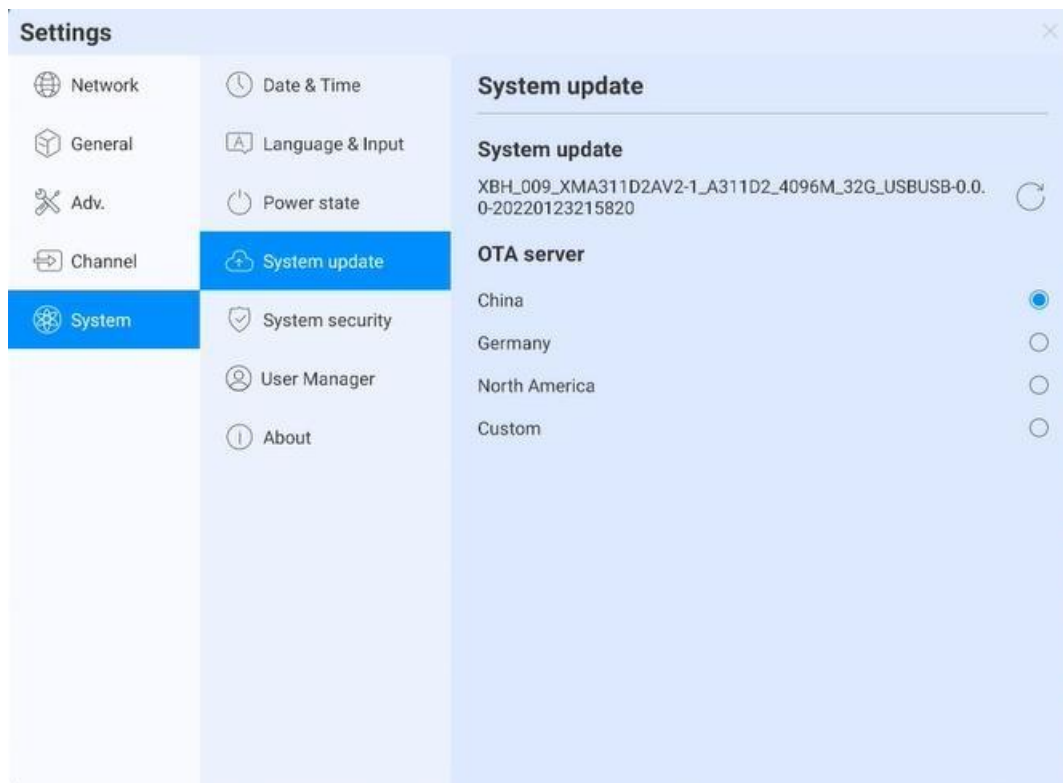 Settings
Network
General
Adv.
Channel
System
Date & Time
Language & Input
Power state
System update
System security
User Manager
About
System update
System update
XBH_009_XMA311D2AV2-1_A311D2_4096M_32G_USBUSB-0.0.
0-20220123215820
OTA server
China
Germany
North America
Custom